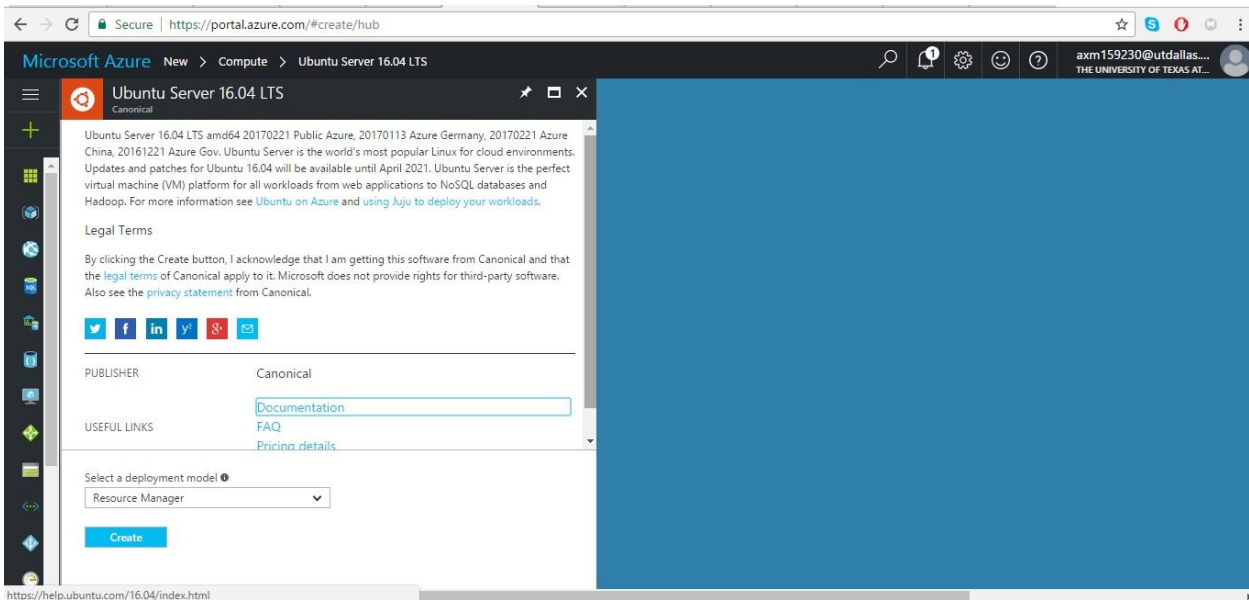 Secure | https://portal.azure.com/#create/hub
Microsoft Azure New > Compute > Ubuntu Server 16.04 LTS
1
axm159230@utdallas....
THE UNIVERSITY OF TEXAS AT...
Ubuntu Server 16.04 LTS
Canonical
Ubuntu Server 16.04 LTS amd64 20170221 Public Azure, 20170113 Azure Germany, 20170221 Azure
China, 20161221 Azure Gov. Ubuntu Server is the world's most popular Linux for cloud environments.
Updates and patches for Ubuntu 16.04 will be available until April 2021. Ubuntu Server is the perfect
virtual machine (VM) platform for all workloads from web applications to NoSQL databases and
Hadoop. For more information see Ubuntu on Azure and using Juju to deploy your workloads.
Legal Terms
By clicking the Create button, I acknowledge that I am getting this software from Canonical and that
the legal terms of Canonical apply to it. Microsoft does not provide rights for third-party software.
Also see the privacy statement from Canonical.
PUBLISHER Canonical
Documentation
USEFUL LINKS FAQ
Pricing details
Select a deployment model
Resource Manager
Create
https://help.ubuntu.com/16.04/index.html